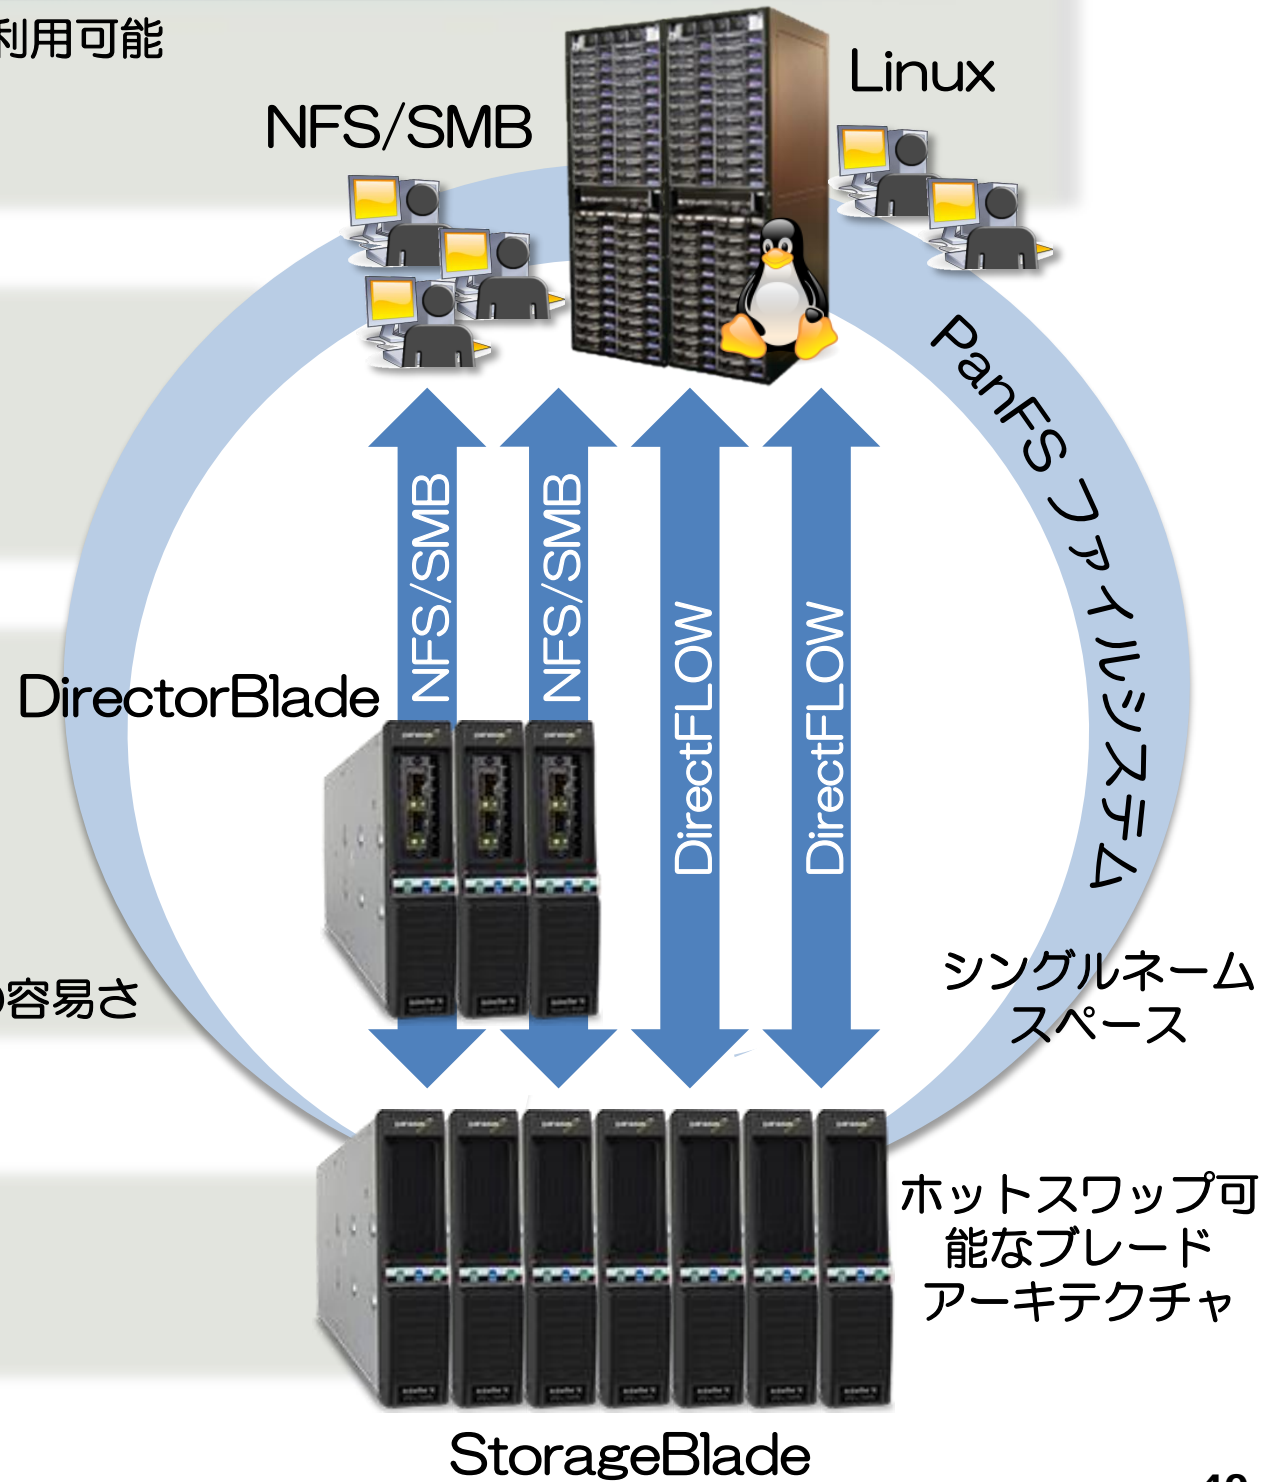 利用可能
Linux
NFS/SMB
PanFS ファイルシステム
NFS/SMB
NFS/SMB
DirectFLOW
DirectFLOW
DirectorBlade
シングルネーム
スペース
の容易さ
ホットスワップ可
能なブレード
アーキテクチャ
StorageBlade